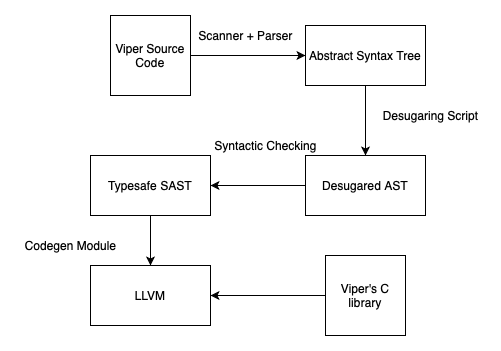 Viper Source
Code
Scanner + Parser
Abstract Syntax Tree
Desugaring Script
Desugared AST
Syntactic Checking
Typesafe SAST
Codegen Module
LLVM
Viper's C
library